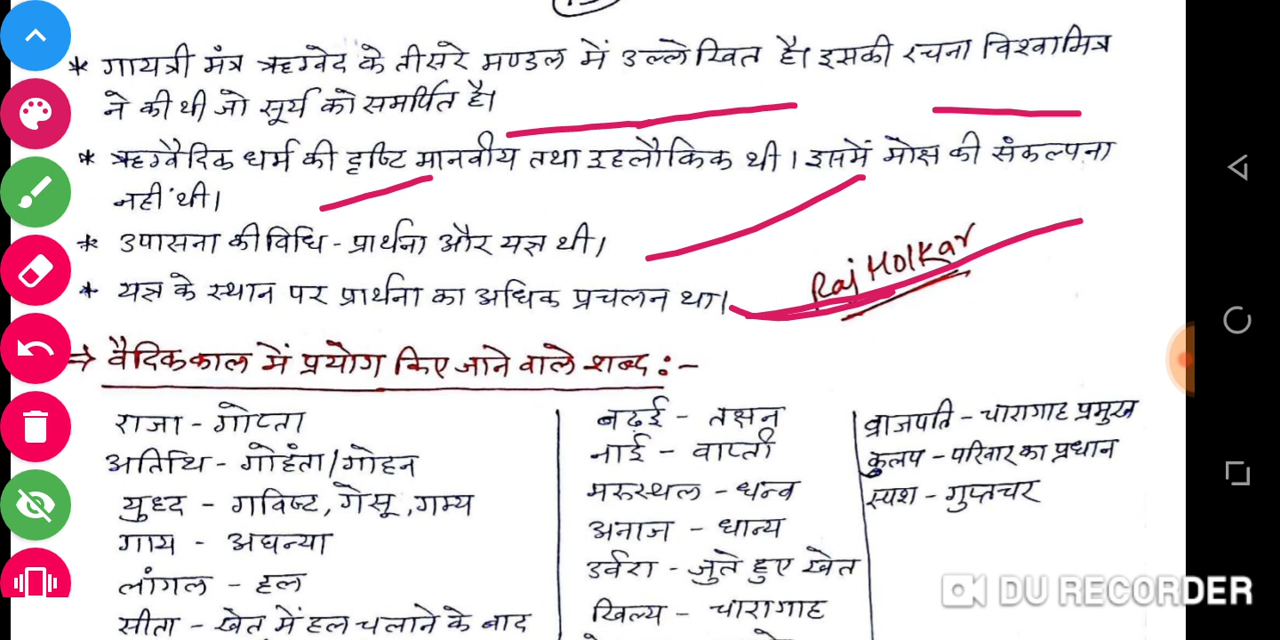 * गायत्री मंत्र ऋग्वेद के तीसरे मण्डल में उल्लेखित है। इसकी रचना विश्वामित्र
ने की थी जो सूर्य को समर्पित है।
* ऋग्वैदिक धर्म की दृष्टि मानवीय तथा इहलौकिक थी। इसमें मोक्ष की संकल्पना
नहीं थी।
* उपासना की विधि - प्रार्थना और यज्ञ थी।
* यज्ञ के स्थान पर प्रार्थना का अधिक प्रचलन था।
Raj Holkar
⇒ वैदिक काल में प्रयोग किए जाने वाले शब्द :-
राजा - गोप्ता
अतिथि - गोहंता/गोहन
युध्द - गविष्ट, गेसू, गम्य
गाय - अघन्या
लांगल - हल
सीता - खेत में हल चलाने के बाद
बढ़ई - तक्षन
नाई - वाप्ती
मरुस्थल - धन्व
अनाज - धान्य
उर्वरा - जुते हुए खेत
खिल्य - चारागाह
व्राजपति - चारागाह प्रमुख
कुलप - परिवार का प्रधान
स्पश - गुप्तचर
DU RECORDER